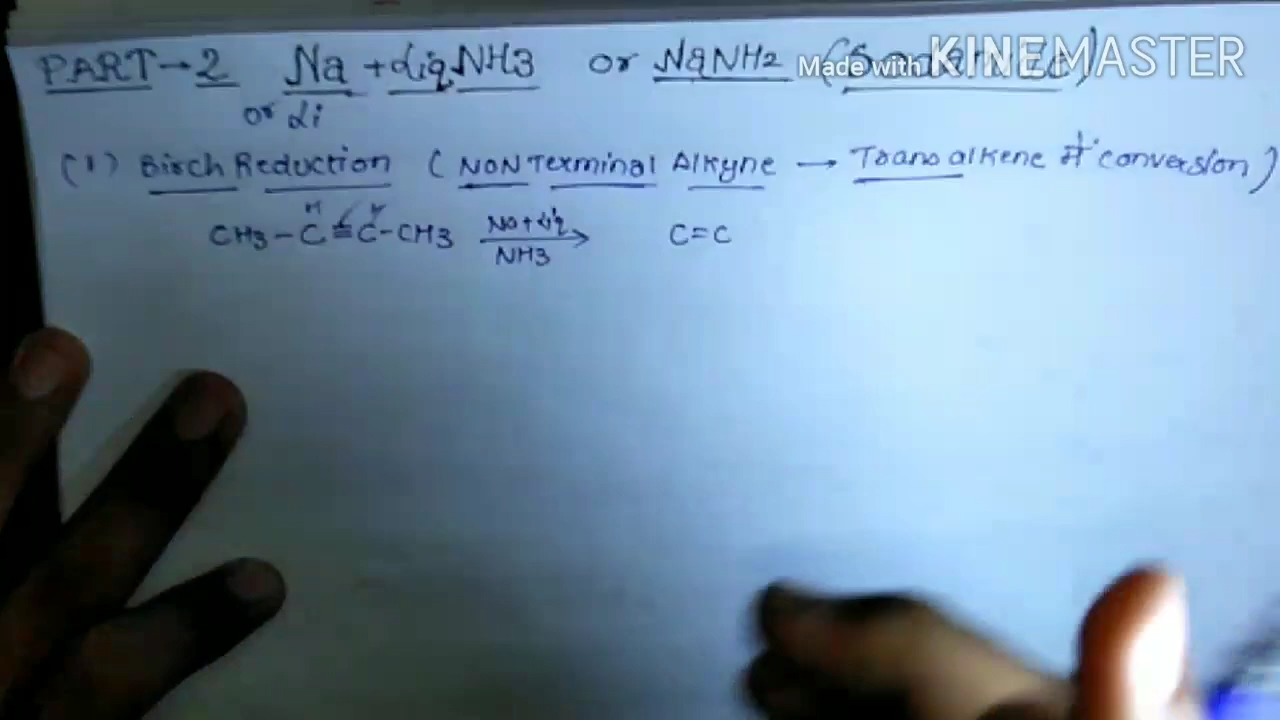 PART → 2 Na + Liq NH3 or NaNH2
Made with KINEMASTER
or Li
(1) Birch Reduction (NON Terminal Alkyne → Trans alkene में conversion)
H H
CH3 - C ≡ C - CH3 Na + Liq NH3 → C = C